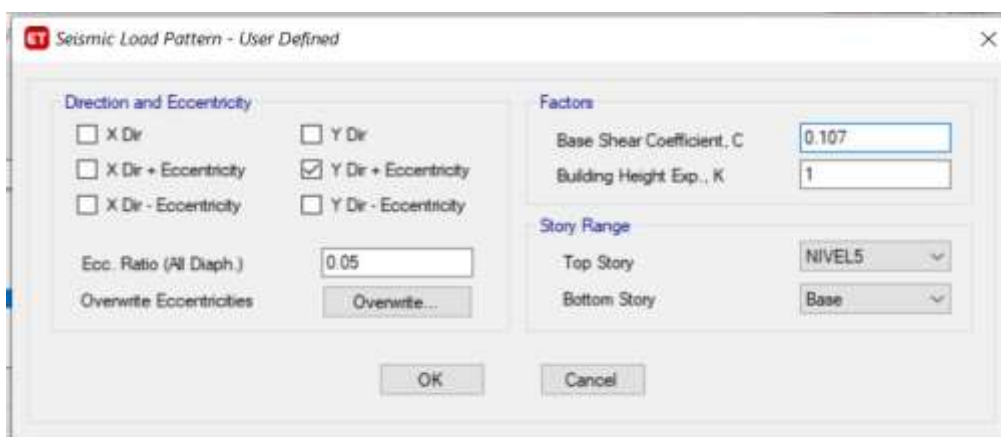 ET Seismic Load Pattern - User Defined
Direction and Eccentricity
X Dir Y Dir
X Dir + Eccentricity Y Dir + Eccentricity
X Dir - Eccentricity Y Dir - Eccentricity
Ecc. Ratio (All Diaph.) 0.05
Overwrite Eccentricities Overwrite...
Factors
Base Shear Coefficient, C 0.107
Building Height Exp., K 1
Story Range
Top Story NIVEL5
Bottom Story Base
OK Cancel